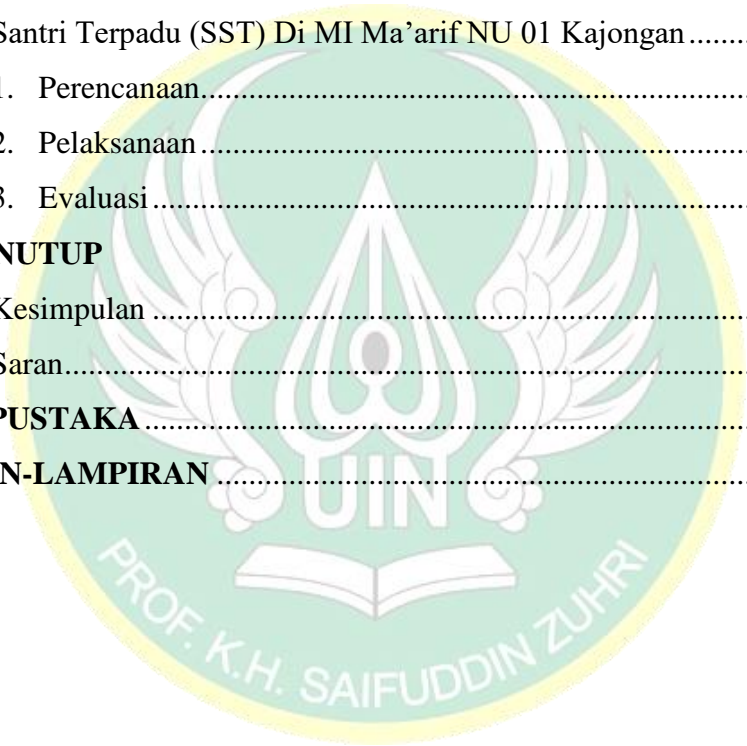 Santri Terpadu (SST) Di MI Ma’arif NU 01 Kajongan........
1. Perencanaan........
2. Pelaksanaan........
3. Evaluasi........
NUTUP
Kesimpulan........
Saran........
PUSTAKA........
N-LAMPIRAN........
UIN
PROF. K.H. SAIFUDDIN ZUHRI